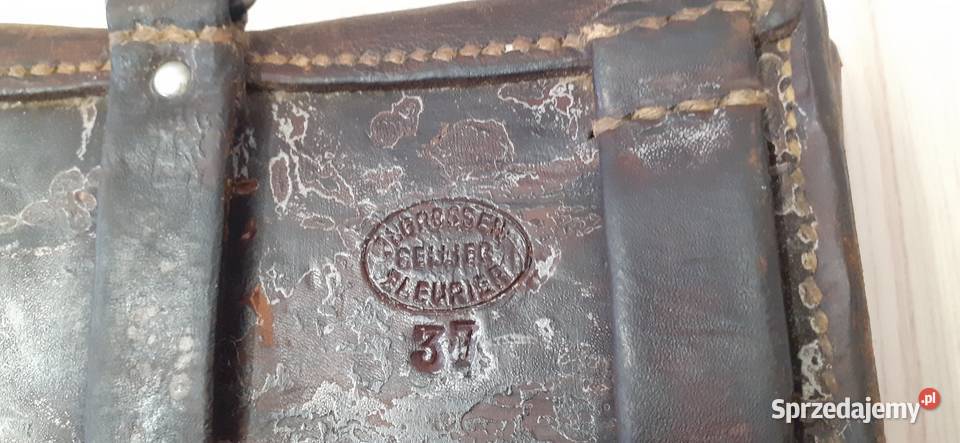 GROSSEN
SELLIER
FLEURIER
37
Sprzedajemy.pl